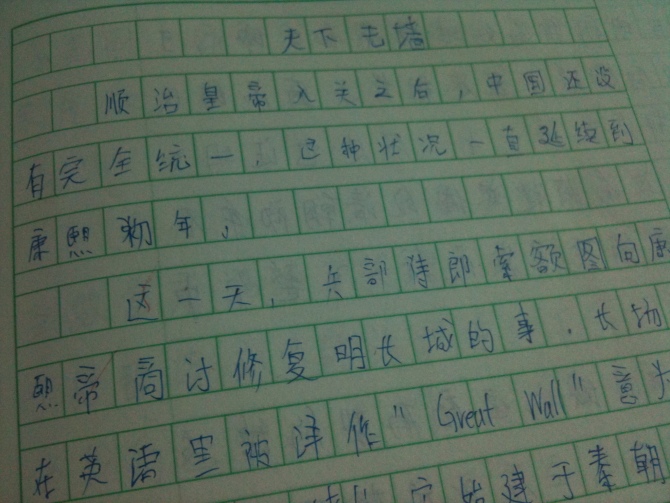 天下无墙
顺治皇帝入关之后，中国还没
有完全统一，这种状况一直延续到
康熙初年，
这一天，兵部侍郎索额图向康
熙帝商讨修复明长城的事，长城
在英语里被译作"Great Wall"意为
它始建于秦朝